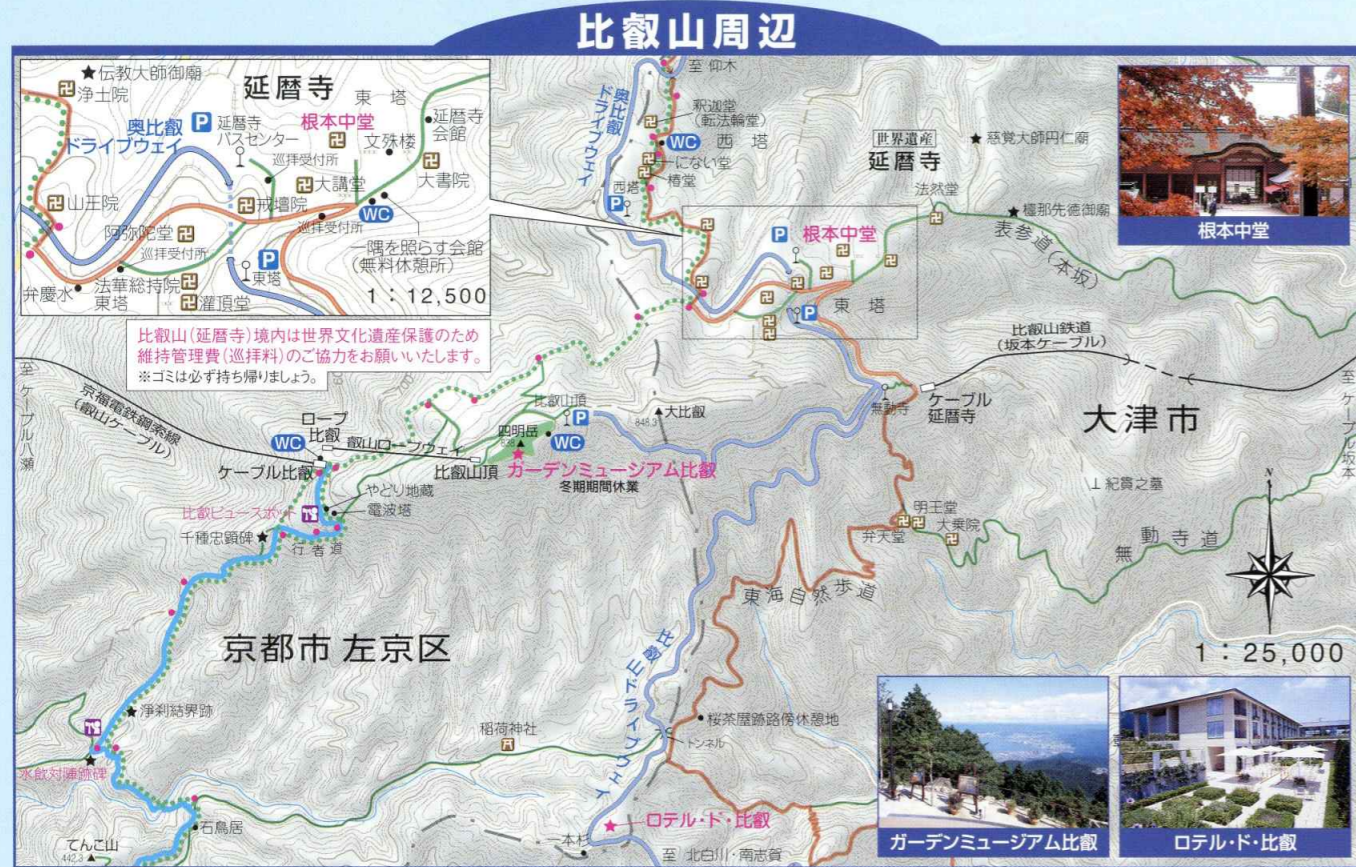 比叡山周辺
★伝教大師御廟
浄土院
延暦寺
東塔
奥比叡
ドライブウェイ
P
延暦寺
バスセンター
根本中堂
文殊楼
延暦寺
会館
巡拝受付所
大講堂
大書院
山王院
戒壇院
WC
阿弥陀堂
巡拝受付所
巡拝受付所
一隅を照らす会館
(無料休憩所)
P
東塔
弁慶水
法華総持院
東塔
灌頂堂
1:12,500
比叡山(延暦寺)境内は世界文化遺産保護のため
維持管理費(巡拝料)のご協力をお願いいたします。
※ゴミは必ず持ち帰りましょう。
至 仰木
奥比叡
ドライブウェイ
釈迦堂
(転法輪堂)
WC
西塔
にない堂
椿堂
西塔
P
世界遺産
延暦寺
★慈覚大師円仁廟
法然堂
表参道(本坂)
P
根本中堂
東塔
P
根本中堂
比叡山鉄道
(坂本ケーブル)
至ケーブル八瀬
京福電鉄鋼索線
(叡山ケーブル)
ロープ
比叡
WC
叡山ロープウェイ
ケーブル比叡
比叡山頂
比叡山頂
P
四明岳
WC
▲大比叡
848.3
ガーデンミュージアム比叡
冬期期間休業
無動寺
ケーブル
延暦寺
大津市
至ケーブル坂本
やどり地蔵
電波塔
比叡ビュースポット
千種忠顕碑★
行者道
紀貫之墓
明王堂
大乗院
弁天堂
無動寺道
N
東海自然歩道
京都市 左京区
比叡山ドライブウェイ
1:25,000
★浄刹結界跡
水飲対陣跡碑
稲荷神社
桜茶屋跡路傍休憩地
トンネル
石鳥居
てんこ山
442.3▲
一本杉
★ロテル・ド・比叡
至 北白川・南志賀
ガーデンミュージアム比叡
ロテル・ド・比叡